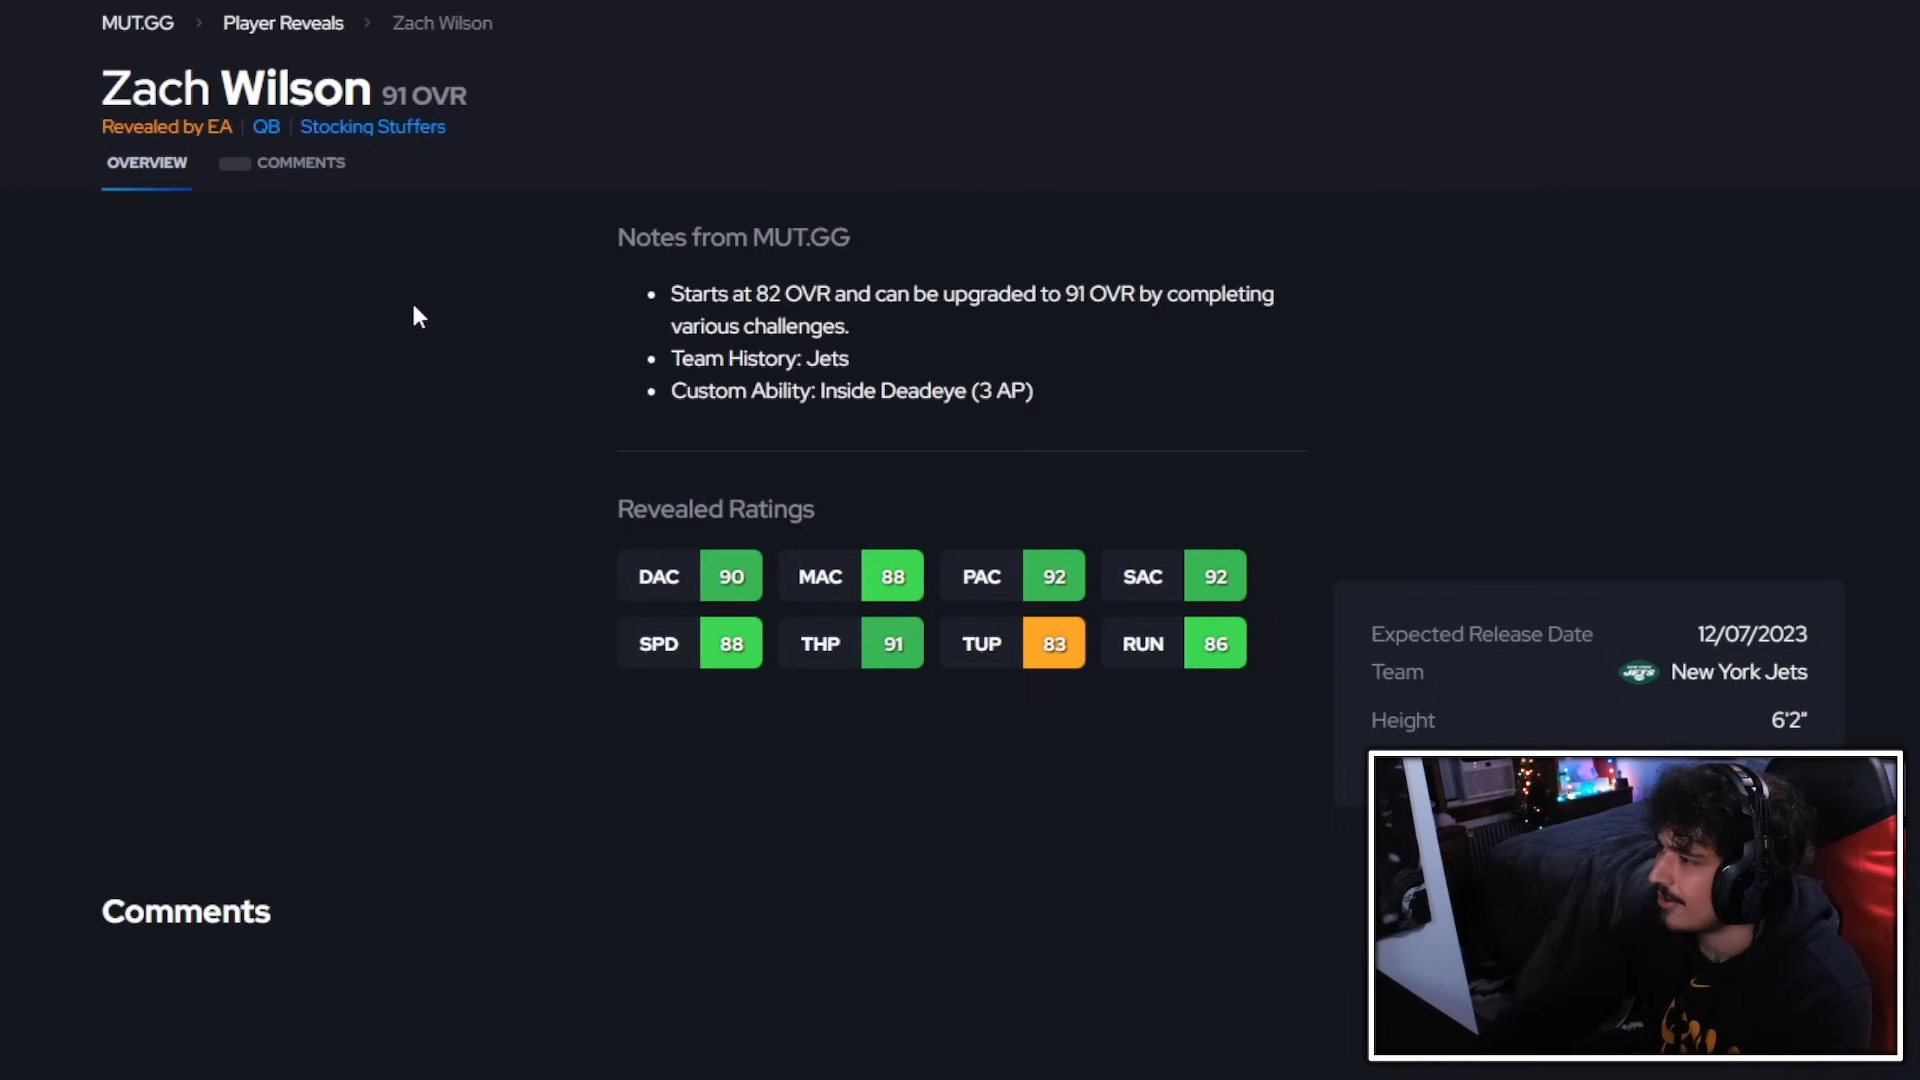 MUT.GG > Player Reveals > Zach Wilson
Zach Wilson 91 OVR
Revealed by EA | QB | Stocking Stuffers
OVERVIEW COMMENTS
Notes from MUT.GG
• Starts at 82 OVR and can be upgraded to 91 OVR by completing
various challenges.
• Team History: Jets
• Custom Ability: Inside Deadeye (3 AP)
Revealed Ratings
DAC 90 MAC 88 PAC 92 SAC 92
SPD 88 THP 91 TUP 83 RUN 86
Expected Release Date 12/07/2023
Team JETS New York Jets
Height 6'2"
Comments